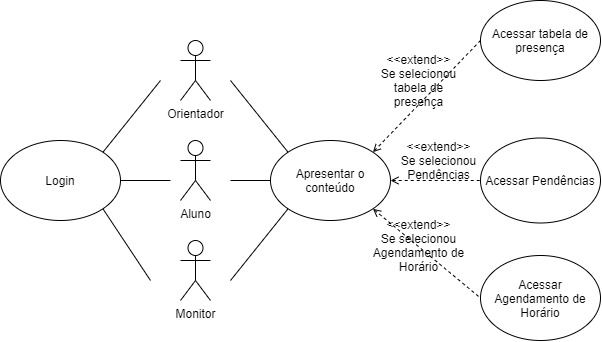 Acessar tabela de
presença
<<extend>>
Se selecionou
tabela de
presença
Orientador
Login
Aluno
Apresentar o
conteúdo
<<extend>>
Se selecionou
Pendências
Acessar Pendências
<<extend>>
Se selecionou
Agendamento de
Horário
Monitor
Acessar
Agendamento de
Horário